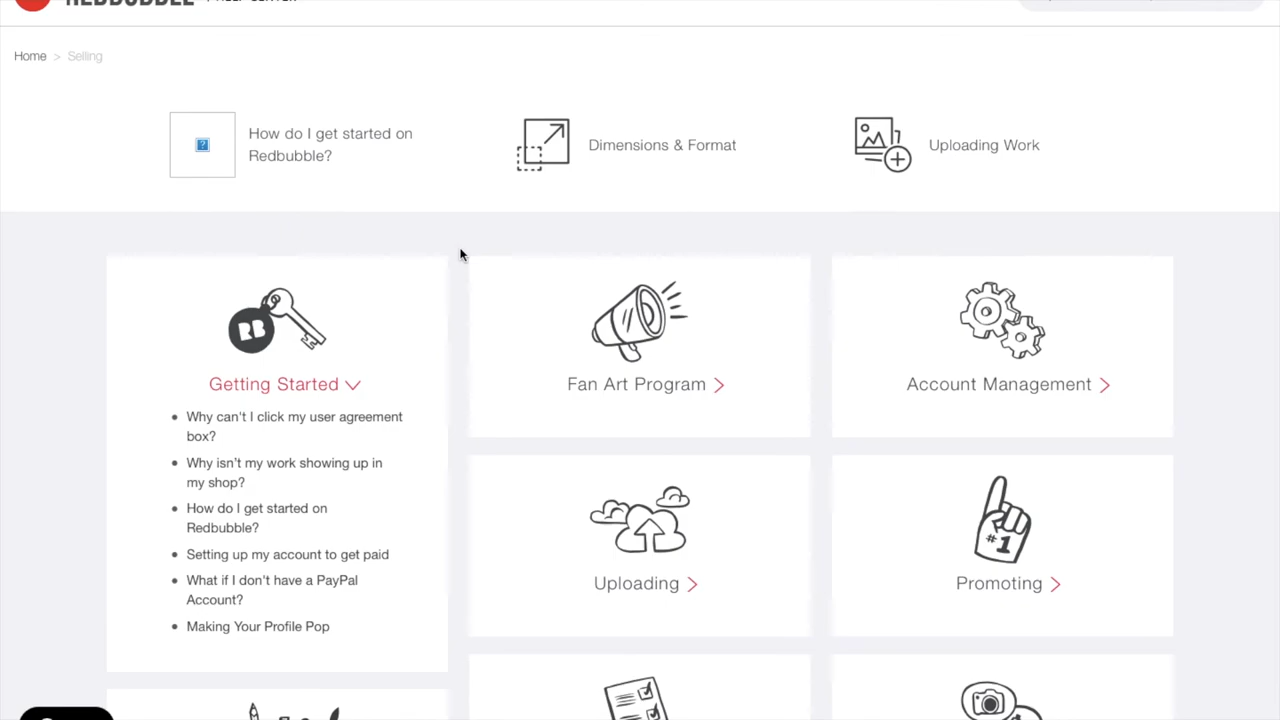 REDBUBBLE
Home > Selling
How do I get started on
Redbubble?
Dimensions & Format
Uploading Work
RB
Getting Started
Why can't I click my user agreement
box?
Why isn't my work showing up in
my shop?
How do I get started on
Redbubble?
Setting up my account to get paid
What if I don't have a PayPal
Account?
Making Your Profile Pop
Fan Art Program
Account Management
Uploading
#1
Promoting